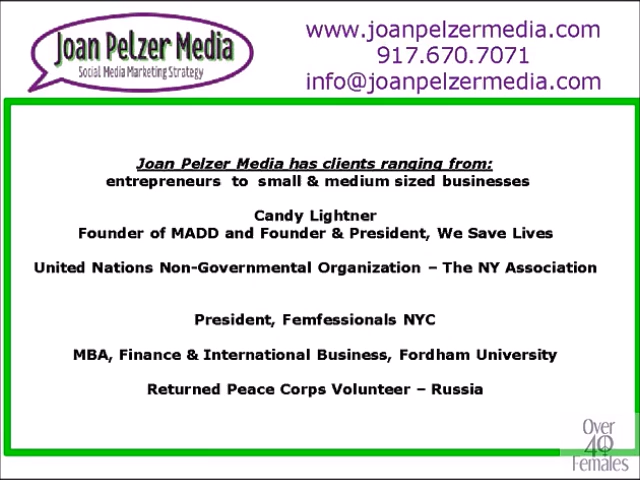 Joan Pelzer Media
Social Media Marketing Strategy
www.joanpelzermedia.com
917.670.7071
info@joanpelzermedia.com
Joan Pelzer Media has clients ranging from:
entrepreneurs to small & medium sized businesses
Candy Lightner
Founder of MADD and Founder & President, We Save Lives
United Nations Non-Governmental Organization – The NY Association
President, Femfessionals NYC
MBA, Finance & International Business, Fordham University
Returned Peace Corps Volunteer – Russia
Over
40
Females